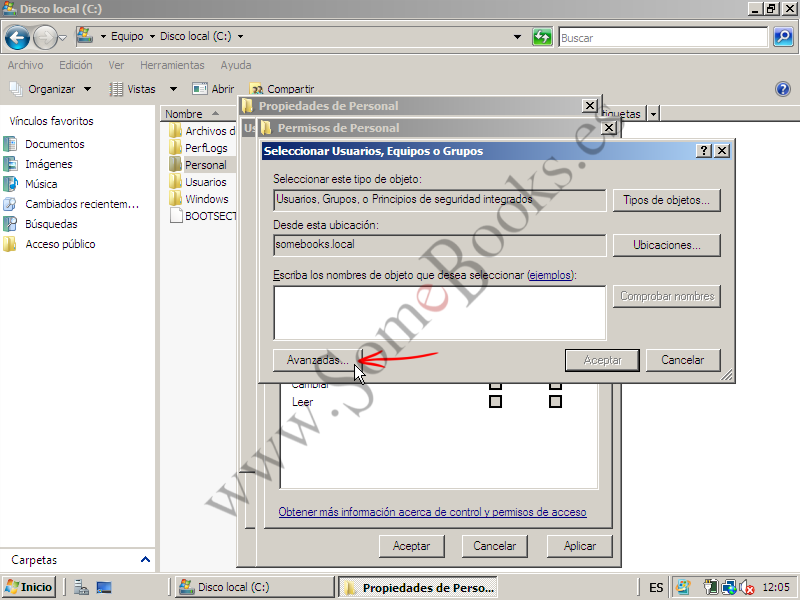 Disco local (C:)
Equipo Disco local (C:)
Buscar
Archivo Edición Ver Herramientas Ayuda
Organizar Vistas Abrir Compartir
Vínculos favoritos
Documentos
Imágenes
Música
Cambiados recientem...
Búsquedas
Acceso público
Carpetas
Nombre
Archivos d
PerfLogs
Personal
Usuarios
Windows
BOOTSECT
Propiedades de Personal
Permisos de Personal
Seleccionar Usuarios, Equipos o Grupos
Seleccionar este tipo de objeto:
Usuarios, Grupos, o Principios de seguridad integrados
Tipos de objetos...
Desde esta ubicación:
somebooks.local
Ubicaciones...
Escriba los nombres de objeto que desea seleccionar (ejemplos):
Comprobar nombres
Avanzadas...
Aceptar Cancelar
Cambiar
Leer
Obtener más información acerca de control y permisos de acceso
Aceptar Cancelar Aplicar
www.SomeBooks.es
Inicio Disco local (C:) Propiedades de Perso... ES 12:05